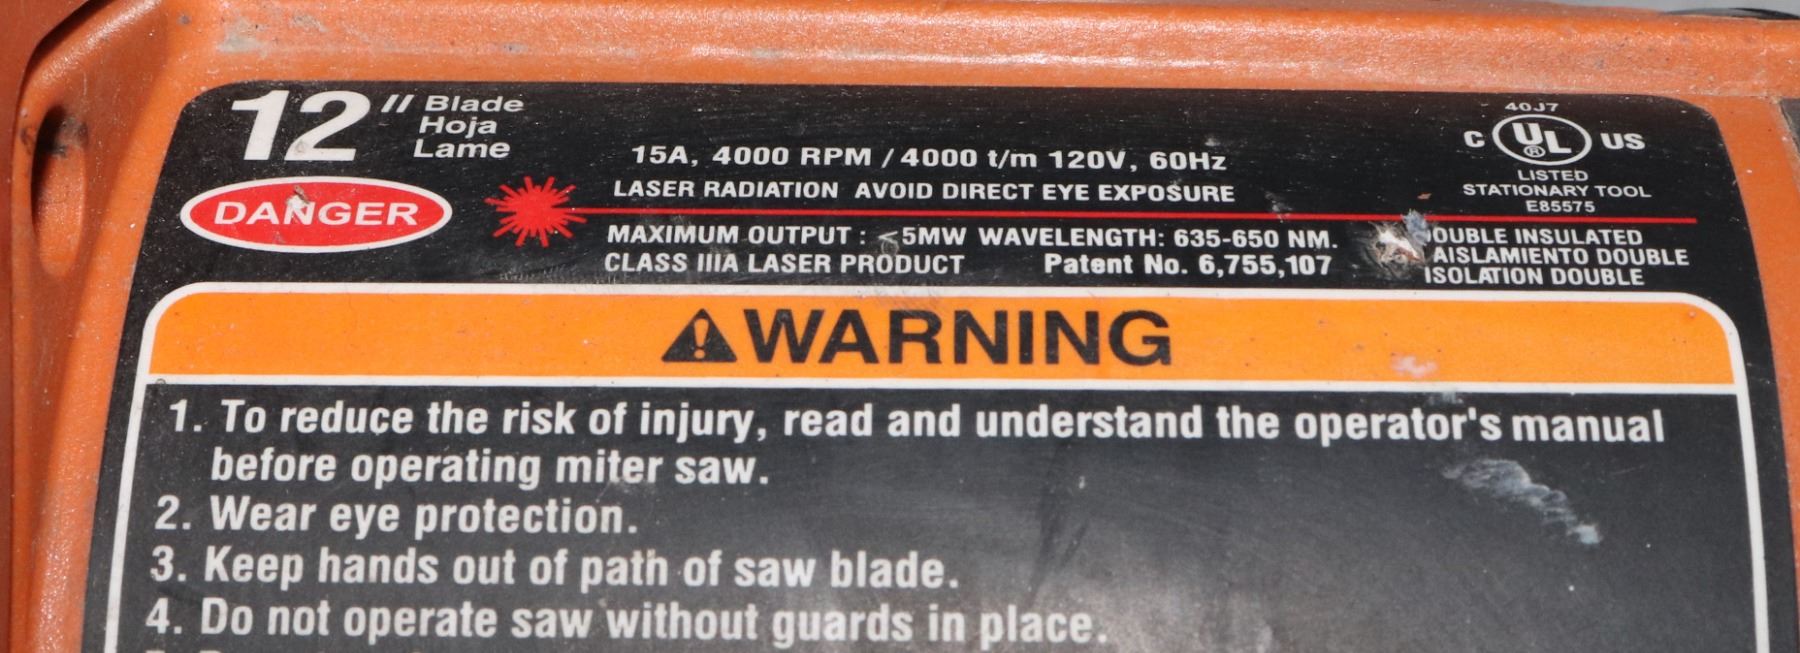 12" Blade
Hoja
Lame
DANGER
15A, 4000 RPM / 4000 t/m 120V, 60Hz
LASER RADIATION AVOID DIRECT EYE EXPOSURE
MAXIMUM OUTPUT : <5MW WAVELENGTH: 635-650 NM.
CLASS IIIA LASER PRODUCT Patent No. 6,755,107
40J7
C UL ® US
LISTED
STATIONARY TOOL
E85575
OUBLE INSULATED
AISLAMIENTO DOUBLE
ISOLATION DOUBLE
WARNING
1. To reduce the risk of injury, read and understand the operator's manual
before operating miter saw.
2. Wear eye protection.
3. Keep hands out of path of saw blade.
4. Do not operate saw without guards in place.